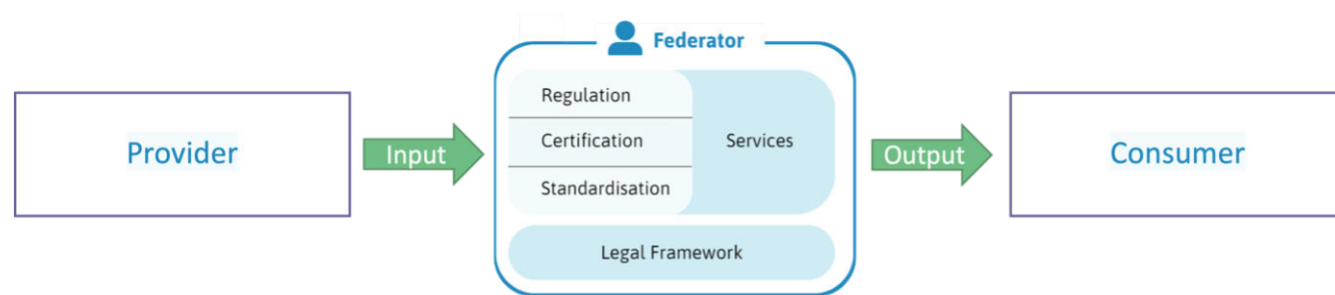 Federator
Regulation
Certification
Standardisation
Services
Legal Framework
Provider
Input
Output
Consumer